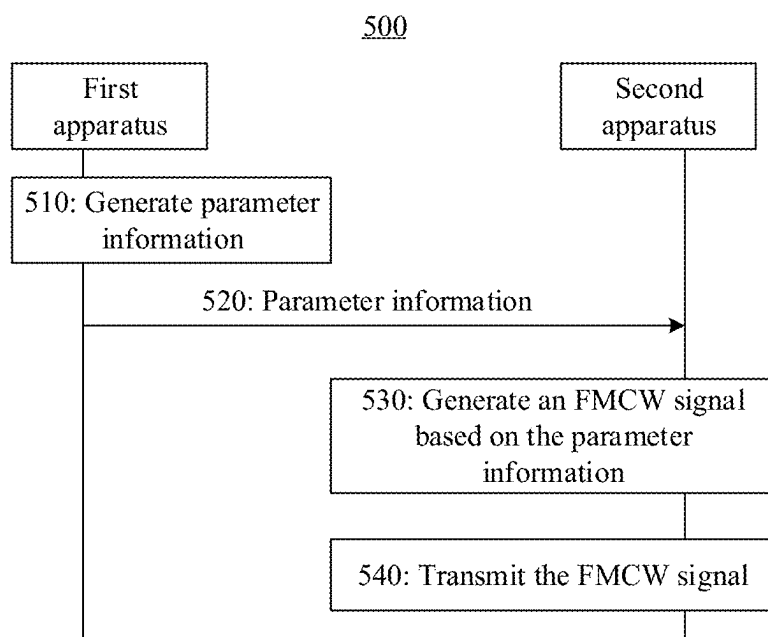 500
First
apparatus
Second
apparatus
510: Generate parameter
information
520: Parameter information
530: Generate an FMCW signal
based on the parameter
information
540: Transmit the FMCW signal